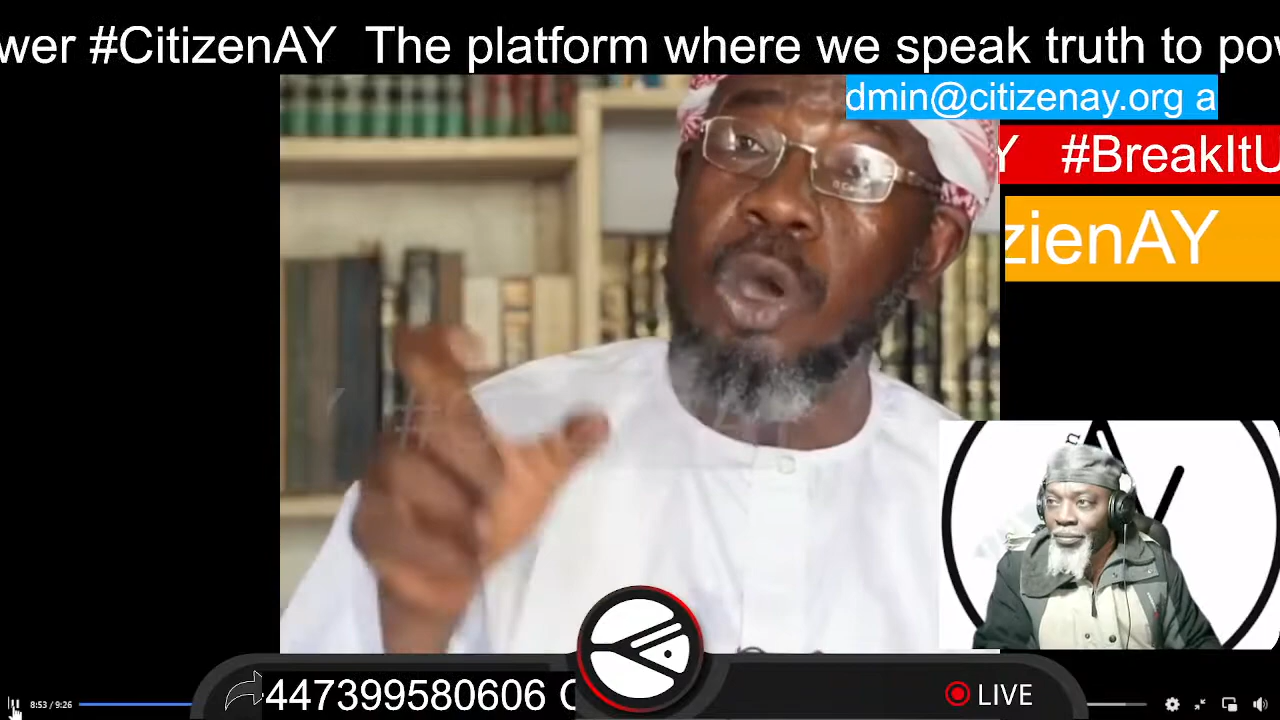 wer #CitizenAY The platform where we speak truth to pow
dmin@citizenay.org a
Y #BreakItU
zienAY
447399580606 C
LIVE
8:53 / 9:26